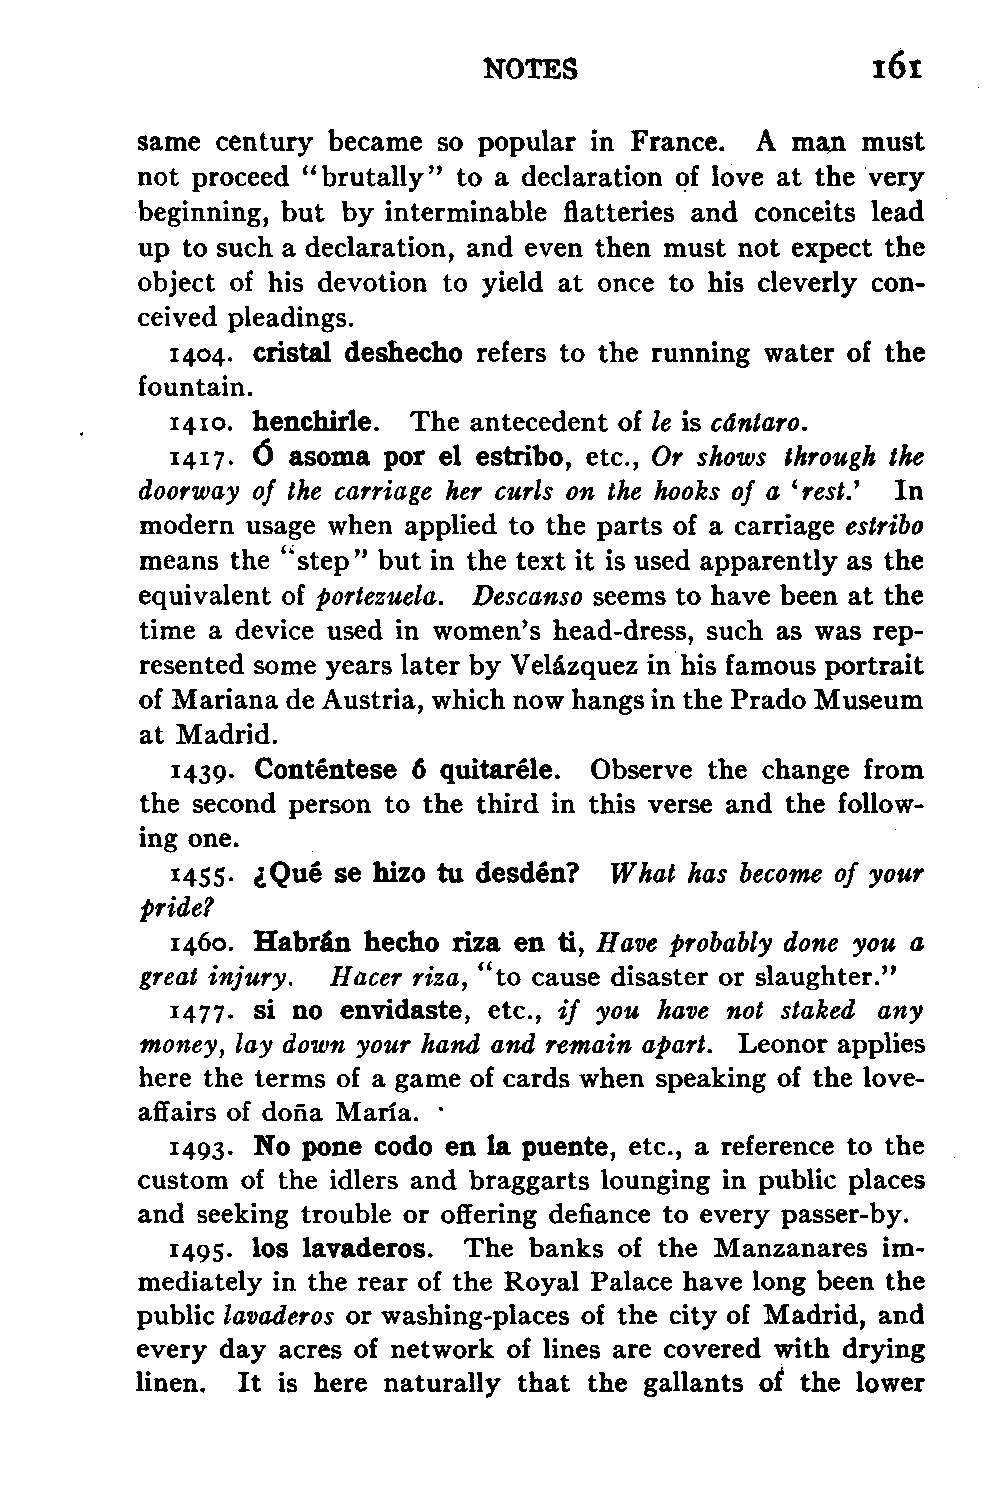 NOTES 161
same century became so popular in France. A man must
not proceed "brutally" to a declaration of love at the very
beginning, but by interminable flatteries and conceits lead
up to such a declaration, and even then must not expect the
object of his devotion to yield at once to his cleverly con-
ceived pleadings.
1404. cristal deshecho refers to the running water of the
fountain.
1410. henchirle. The antecedent of le is cántaro.
1417. Ó asoma por el estribo, etc., Or shows through the
doorway of the carriage her curls on the hooks of a 'rest.' In
modern usage when applied to the parts of a carriage estribo
means the "step" but in the text it is used apparently as the
equivalent of portezuela. Descanso seems to have been at the
time a device used in women's head-dress, such as was rep-
resented some years later by Velázquez in his famous portrait
of Mariana de Austria, which now hangs in the Prado Museum
at Madrid.
1439. Conténtese ó quitaréle. Observe the change from
the second person to the third in this verse and the follow-
ing one.
1455. ¿Qué se hizo tu desdén? What has become of your
pride?
1460. Habrán hecho riza en ti, Have probably done you a
great injury. Hacer riza, "to cause disaster or slaughter."
1477. si no envidaste, etc., if you have not staked any
money, lay down your hand and remain apart. Leonor applies
here the terms of a game of cards when speaking of the love-
affairs of doña María.
1493. No pone codo en la puente, etc., a reference to the
custom of the idlers and braggarts lounging in public places
and seeking trouble or offering defiance to every passer-by.
1495. los lavaderos. The banks of the Manzanares im-
mediately in the rear of the Royal Palace have long been the
public lavaderos or washing-places of the city of Madrid, and
every day acres of network of lines are covered with drying
linen. It is here naturally that the gallants of the lower